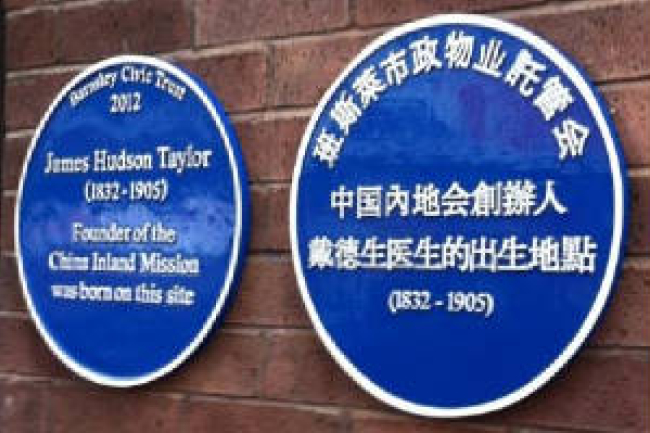 Barnsley Civic Trust
2012
James Hudson Taylor
(1832-1905)
Founder of the
China Inland Mission
was born on this site
班斯莱市政物业託管会
中国內地会創辦人
戴德生医生的出生地點
(1832-1905)